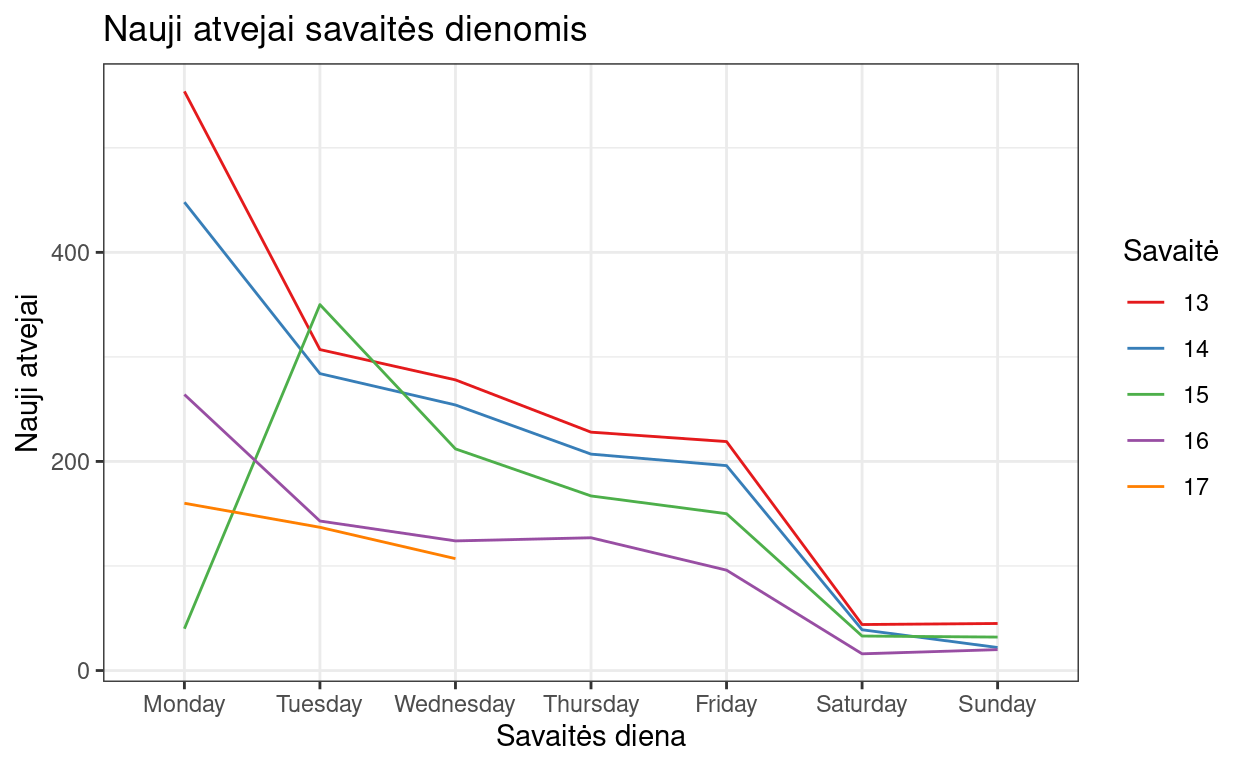 Nauji atvejai savaitės dienomis
Nauji atvejai
400
200
0
Monday Tuesday Wednesday Thursday Friday Saturday Sunday
Savaitės diena
Savaitė
13
14
15
16
17